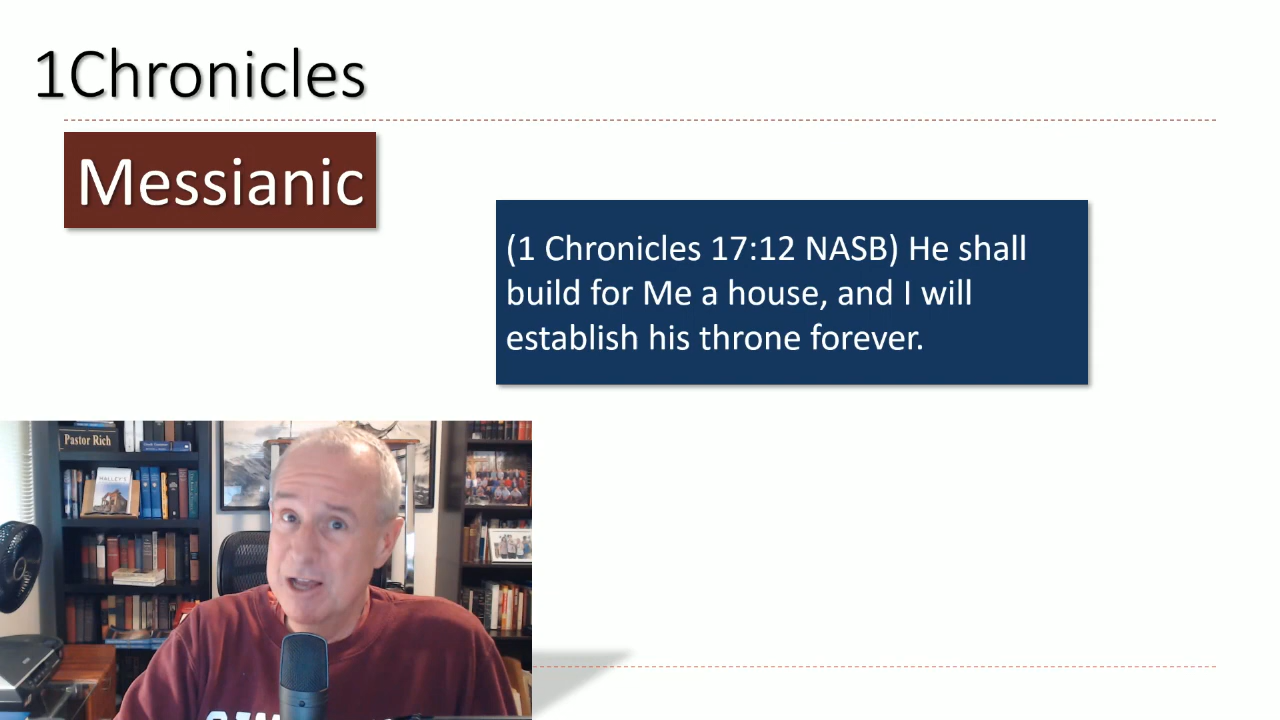 1Chronicles
Messianic
(1 Chronicles 17:12 NASB) He shall
build for Me a house, and I will
establish his throne forever.
Pastor Rich
HALLEY'S